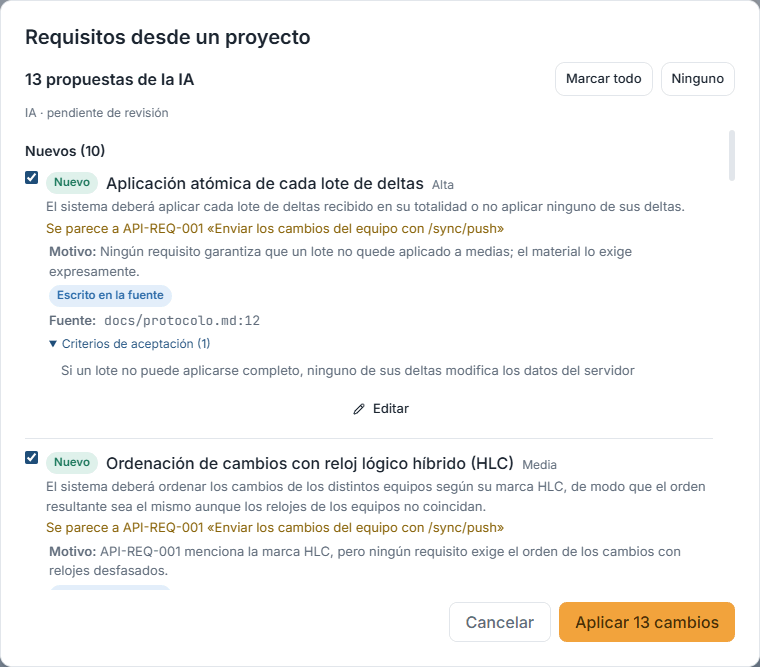 Requisitos desde un proyecto
13 propuestas de la IA
Marcar todo
Ninguno
IA · pendiente de revisión
Nuevos (10)
Nuevo Aplicación atómica de cada lote de deltas Alta
El sistema deberá aplicar cada lote de deltas recibido en su totalidad o no aplicar ninguno de sus deltas.
Se parece a API-REQ-001 «Enviar los cambios del equipo con /sync/push»
Motivo: Ningún requisito garantiza que un lote no quede aplicado a medias; el material lo exige
expresamente.
Escrito en la fuente
Fuente: docs/protocolo.md:12
▼ Criterios de aceptación (1)
Si un lote no puede aplicarse completo, ninguno de sus deltas modifica los datos del servidor
Editar
Nuevo Ordenación de cambios con reloj lógico híbrido (HLC) Media
El sistema deberá ordenar los cambios de los distintos equipos según su marca HLC, de modo que el orden
resultante sea el mismo aunque los relojes de los equipos no coincidan.
Se parece a API-REQ-001 «Enviar los cambios del equipo con /sync/push»
Motivo: API-REQ-001 menciona la marca HLC, pero ningún requisito exige el orden de los cambios con
relojes desfasados.
Cancelar
Aplicar 13 cambios